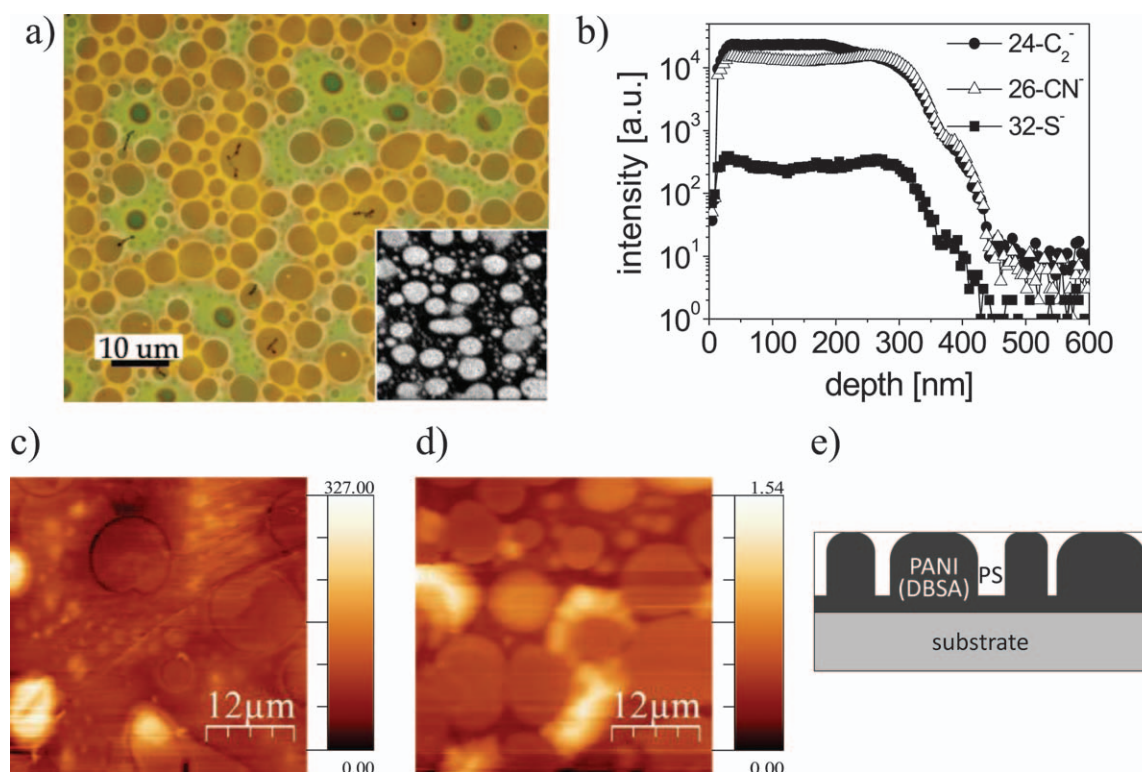 a)
10 um
b)
intensity [a.u.]
10⁴
10³
10²
10¹
10⁰
24-C₂⁻
26-CN⁻
32-S⁻
0 100 200 300 400 500 600
depth [nm]
c)
327.00
12μm
0.00
d)
1.54
12μm
0.00
e)
PANI
(DBSA)
PS
substrate